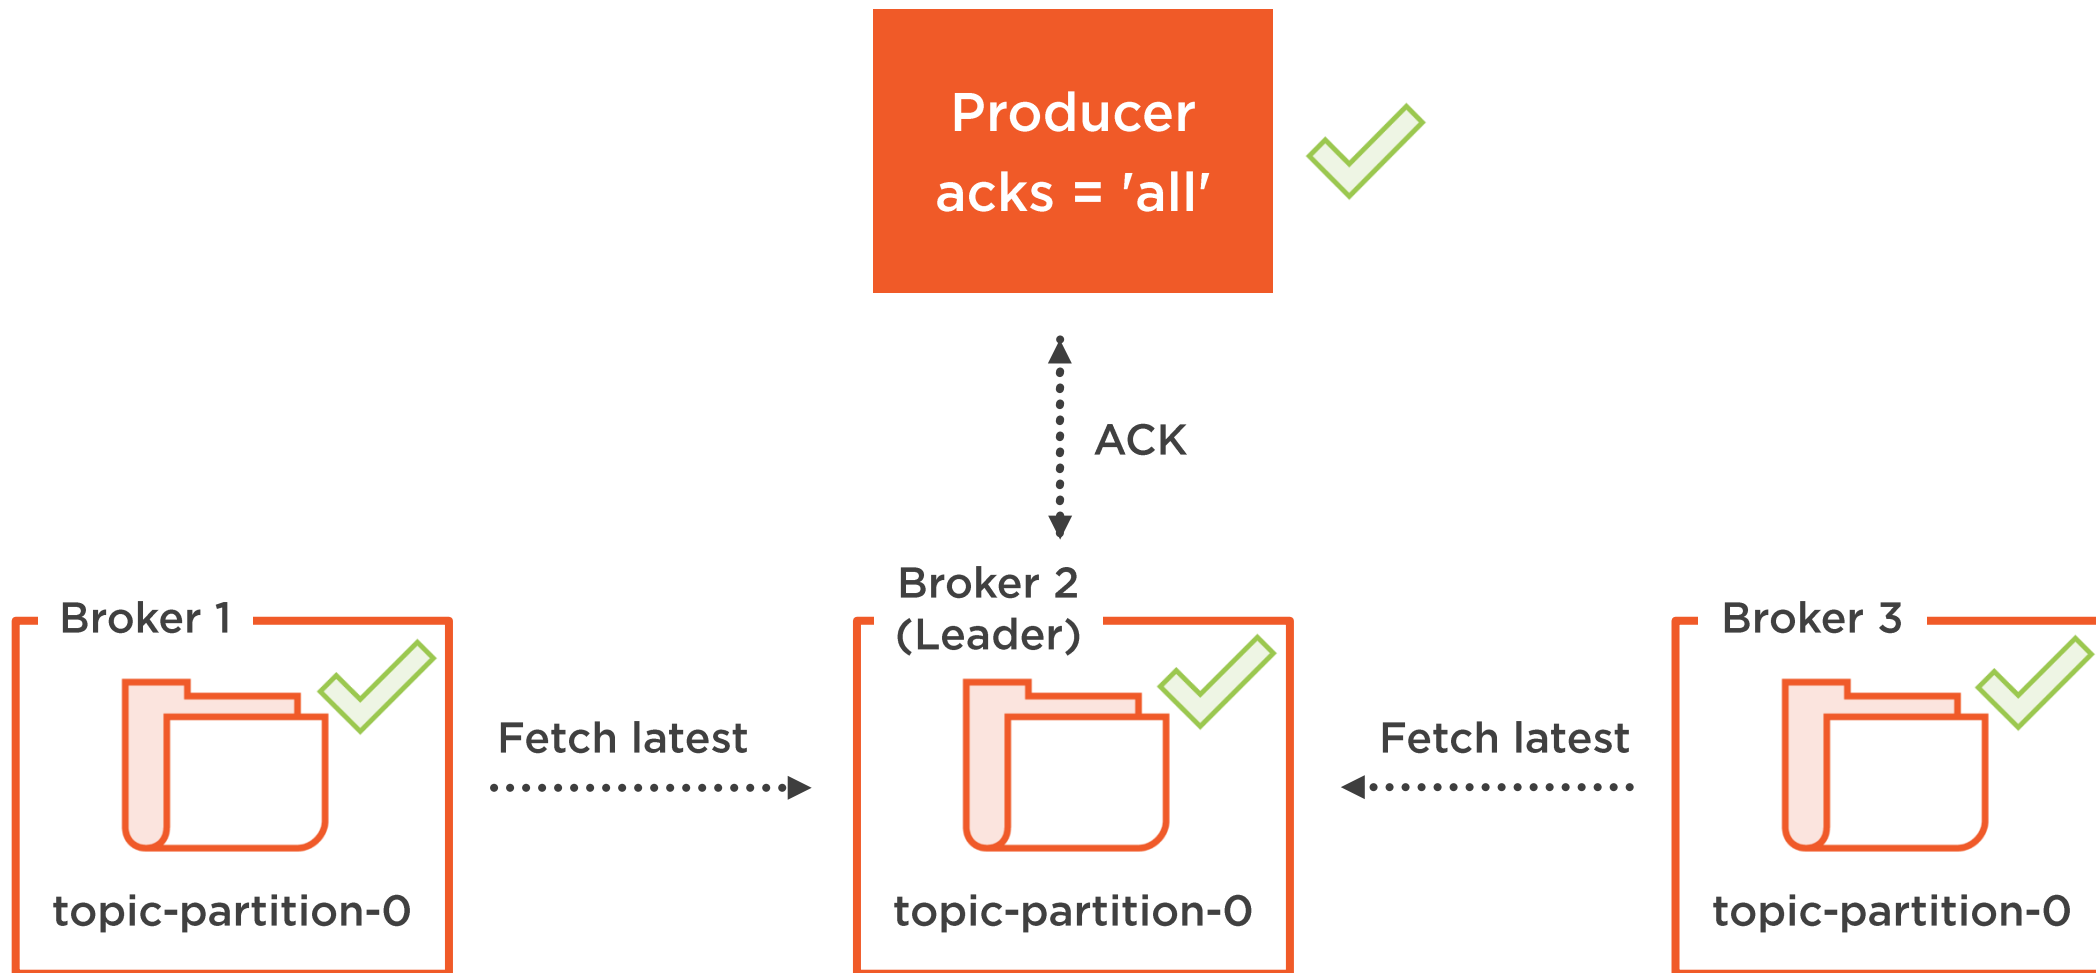 Producer
acks = 'all'
ACK
Broker 1
Broker 2
(Leader)
Broker 3
Fetch latest
Fetch latest
topic-partition-0
topic-partition-0
topic-partition-0